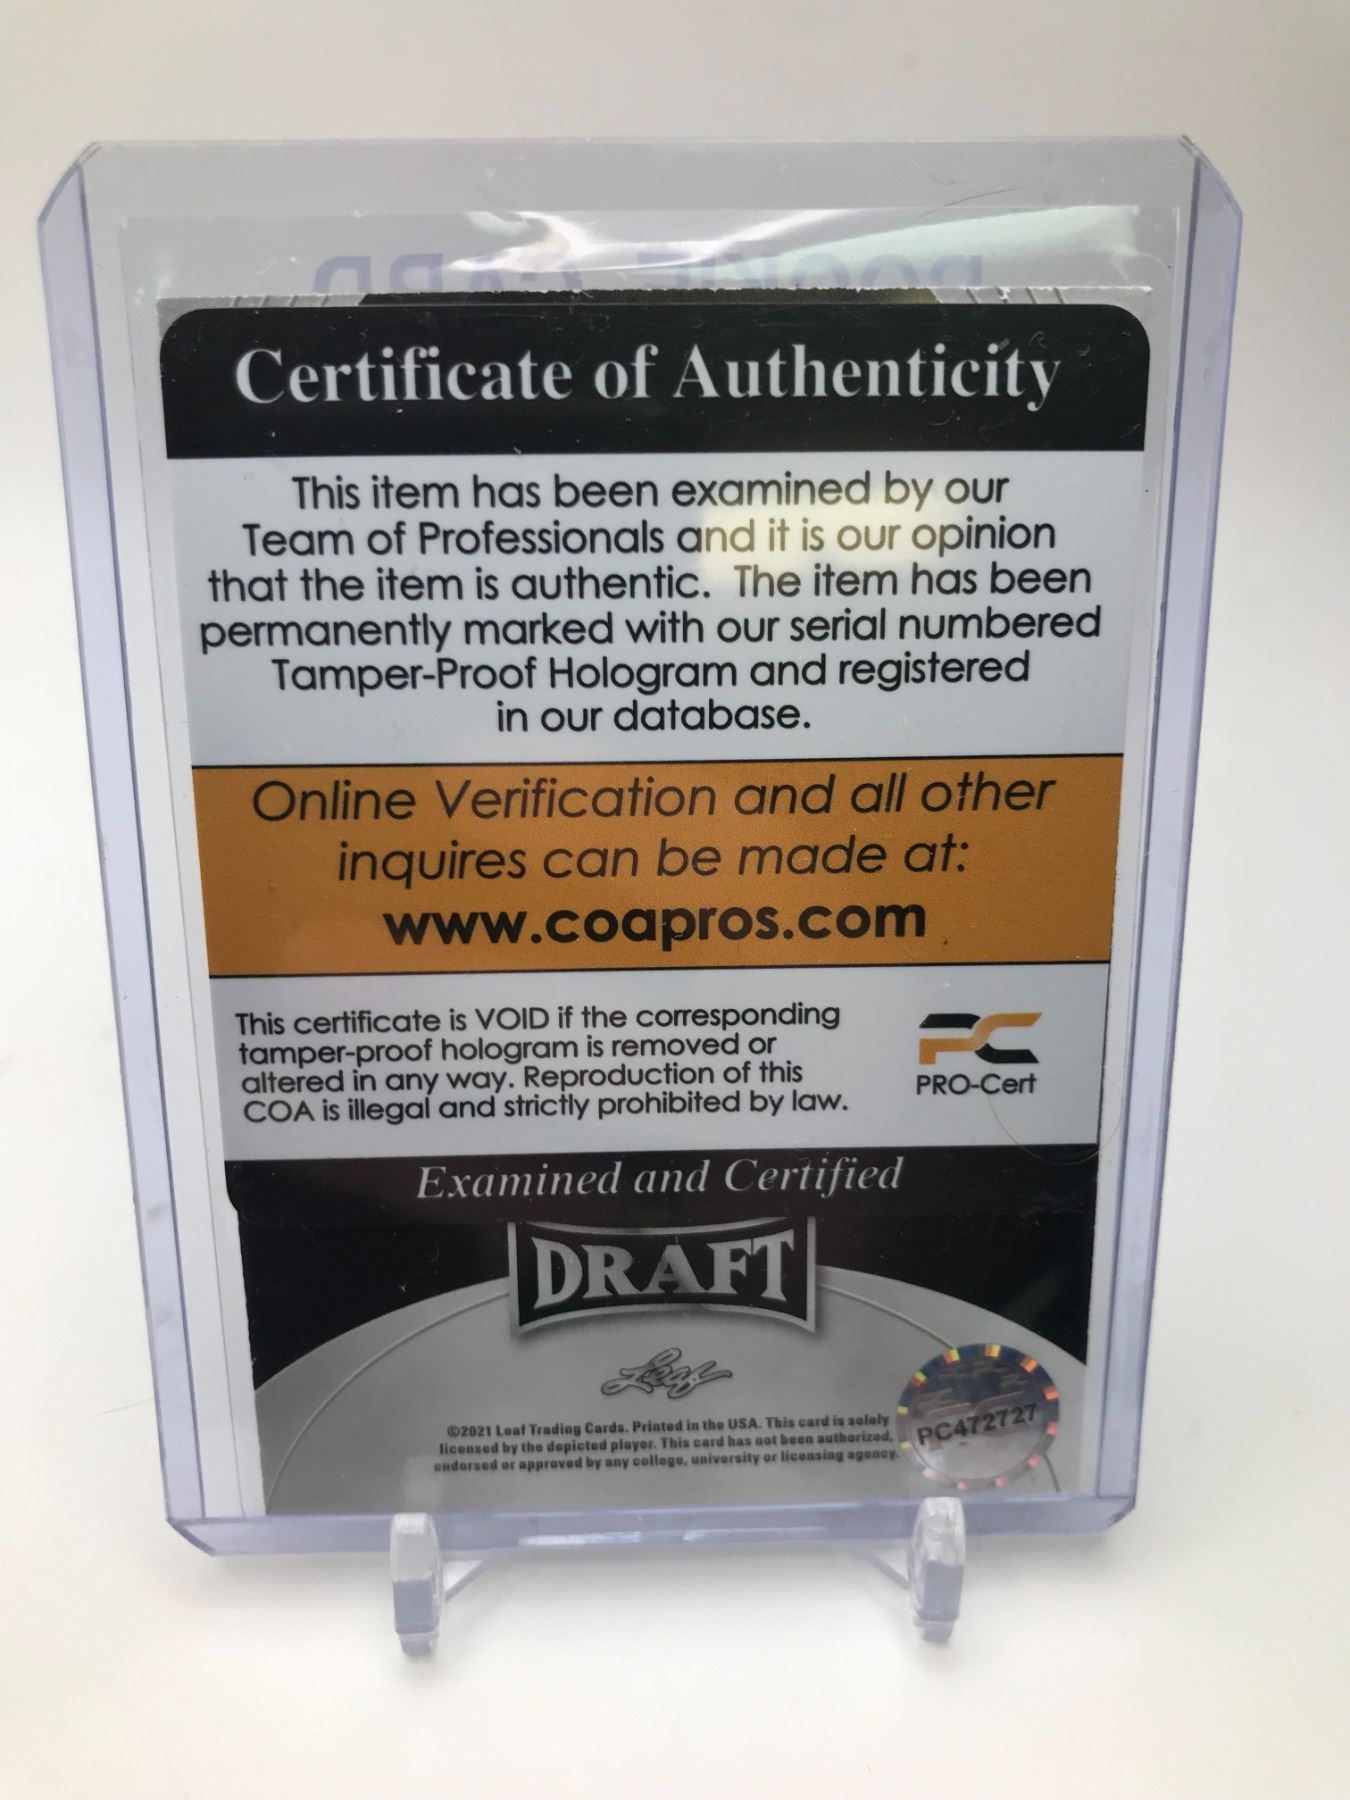 ROOKIE CARD
Certificate of Authenticity
This item has been examined by our
Team of Professionals and it is our opinion
that the item is authentic. The item has been
permanently marked with our serial numbered
Tamper-Proof Hologram and registered
in our database.
Online Verification and all other
inquires can be made at:
www.coapros.com
This certificate is VOID if the corresponding
tamper-proof hologram is removed or
altered in any way. Reproduction of this
COA is illegal and strictly prohibited by law.
PC
PRO-Cert
Examined and Certified
DRAFT
Leaf
©2021 Leaf Trading Cards. Printed in the USA. This card is solely
licensed by the depicted player. This card has not been authorized,
endorsed or approved by any college, university or licensing agency.
PC472727